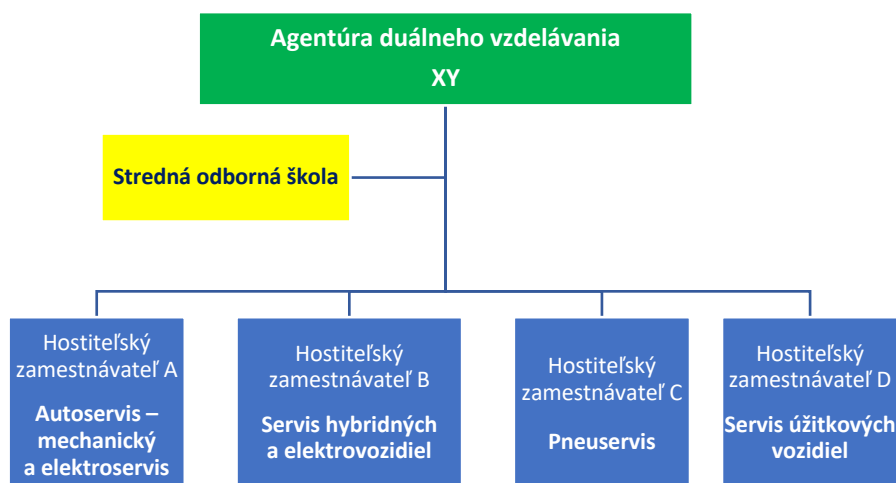 Agentúra duálneho vzdelávania
XY
Stredná odborná škola
Hostiteľský
zamestnávateľ A
Autoservis –
mechanický
a elektroservis
Hostiteľský
zamestnávateľ B
Servis hybridných
a elektrovozidiel
Hostiteľský
zamestnávateľ C
Pneuservis
Hostiteľský
zamestnávateľ D
Servis úžitkových
vozidiel